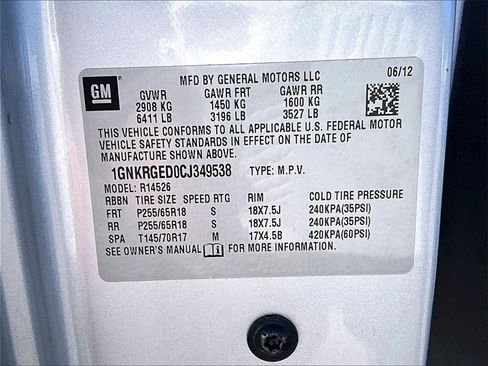 GM
MFD BY GENERAL MOTORS LLC 06/12
GVWR GAWR FRT GAWR RR
2908 KG 1450 KG 1600 KG
6411 LB 3196 LB 3527 LB
THIS VEHICLE CONFORMS TO ALL APPLICABLE U.S. FEDERAL MOTOR
VEHICLE SAFETY STANDARDS IN EFFECT ON THE DATE OF
MANUFACTURE SHOWN ABOVE.
1GNKRGED0CJ349538 TYPE: M.P.V.
MODEL: R14526
RBBN TIRE SIZE SPEED RTG RIM COLD TIRE PRESSURE
FRT P255/65R18 S 18X7.5J 240KPA(35PSI)
RR P255/65R18 S 18X7.5J 240KPA(35PSI)
SPA T145/70R17 M 17X4.5B 420KPA(60PSI)
SEE OWNER'S MANUAL